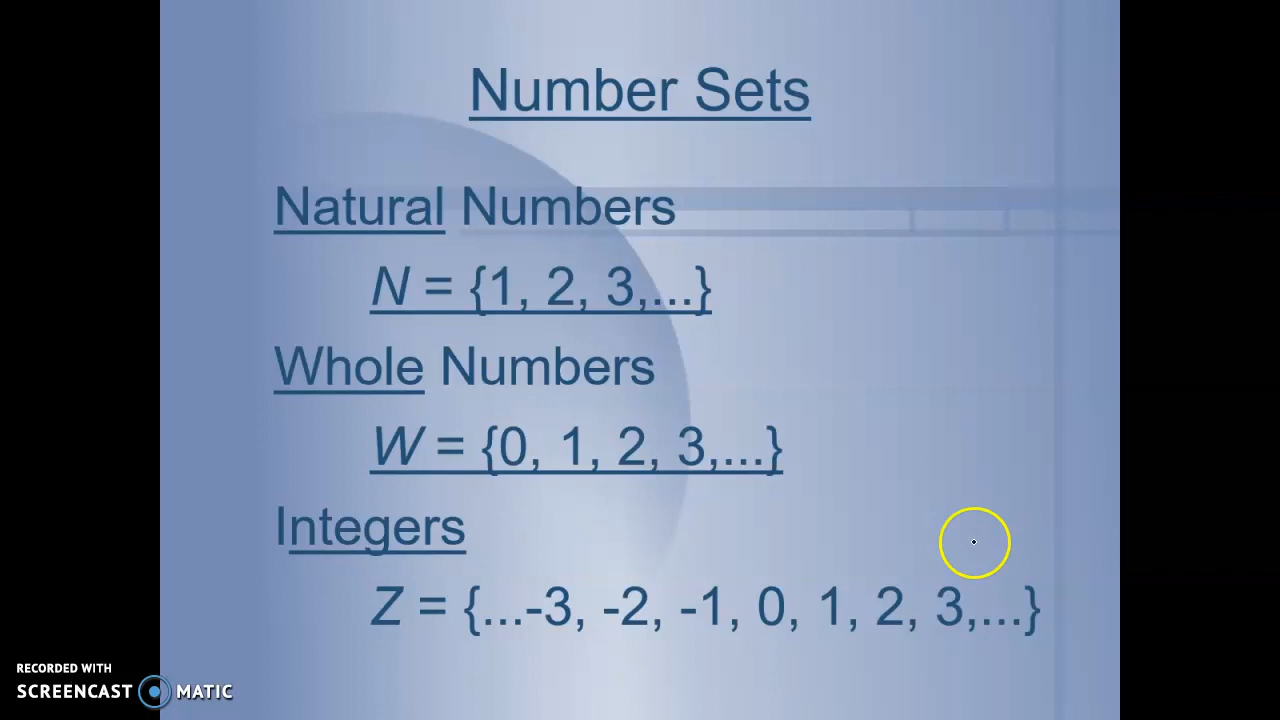 Number Sets
Natural Numbers
N = {1, 2, 3,...}
Whole Numbers
W = {0, 1, 2, 3,...}
Integers
Z = {...-3, -2, -1, 0, 1, 2, 3,...}
RECORDED WITH
SCREENCAST MATIC